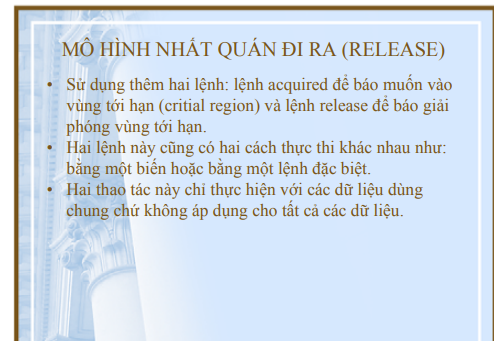 MÔ HÌNH NHẤT QUÁN ĐI RA (RELEASE)
• Sử dụng thêm hai lệnh: lệnh acquired để báo muốn vào
vùng tới hạn (critial region) và lệnh release để báo giải
phóng vùng tới hạn.
• Hai lệnh này cũng có hai cách thực thi khác nhau như:
bằng một biến hoặc bằng một lệnh đặc biệt.
• Hai thao tác này chỉ thực hiện với các dữ liệu dùng
chung chứ không áp dụng cho tất cả các dữ liệu.